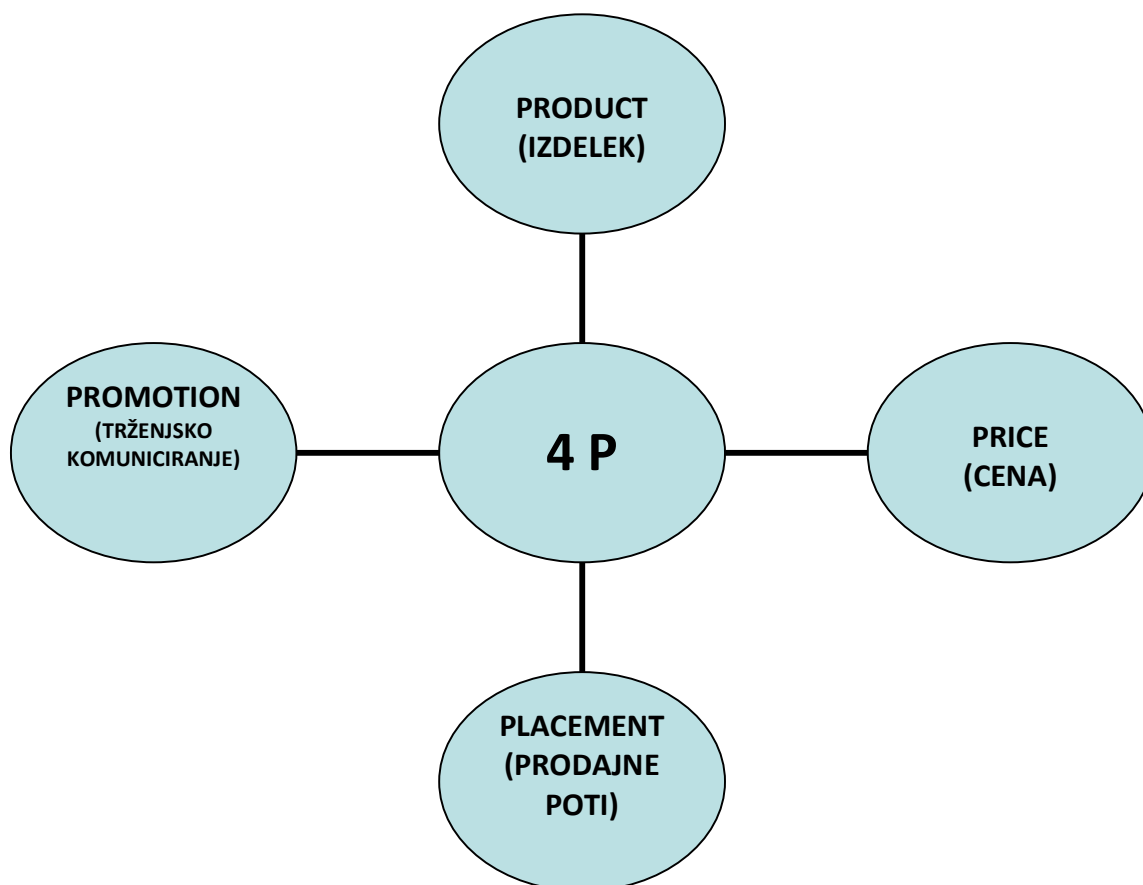 PRODUCT
(IZDELEK)
PROMOTION
(TRŽENJSKO
KOMUNICIRANJE)
4 P
PRICE
(CENA)
PLACEMENT
(PRODAJNE
POTI)